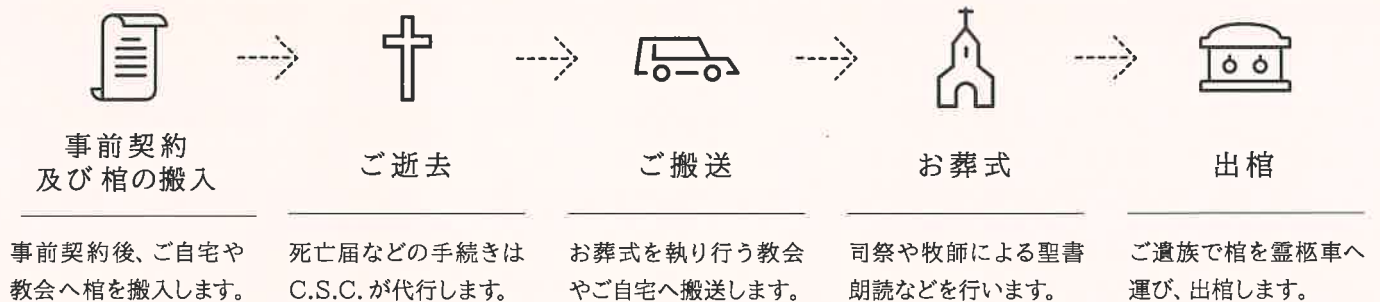 事前契約
及び 棺の搬入
事前契約後、ご自宅や
教会へ棺を搬入します。
ご逝去
死亡届などの手続きは
C.S.C. が代行します。
ご搬送
お葬式を執り行う教会
やご自宅へ搬送します。
お葬式
司祭や牧師による聖書
朗読などを行います。
出棺
ご遺族で棺を霊柩車へ
運び、出棺します。